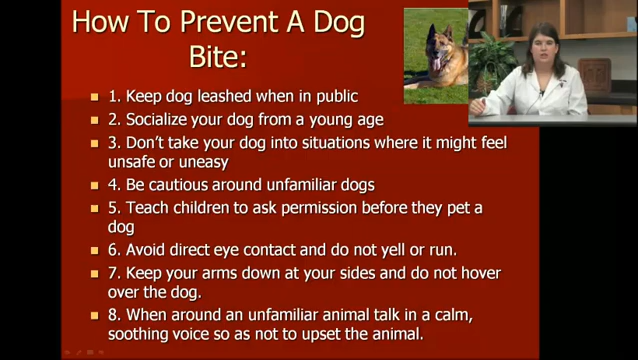 How To Prevent A Dog
Bite:
1. Keep dog leashed when in public
2. Socialize your dog from a young age
3. Don't take your dog into situations where it might feel
unsafe or uneasy
4. Be cautious around unfamiliar dogs
5. Teach children to ask permission before they pet a
dog
6. Avoid direct eye contact and do not yell or run.
7. Keep your arms down at your sides and do not hover
over the dog.
8. When around an unfamiliar animal talk in a calm,
soothing voice so as not to upset the animal.